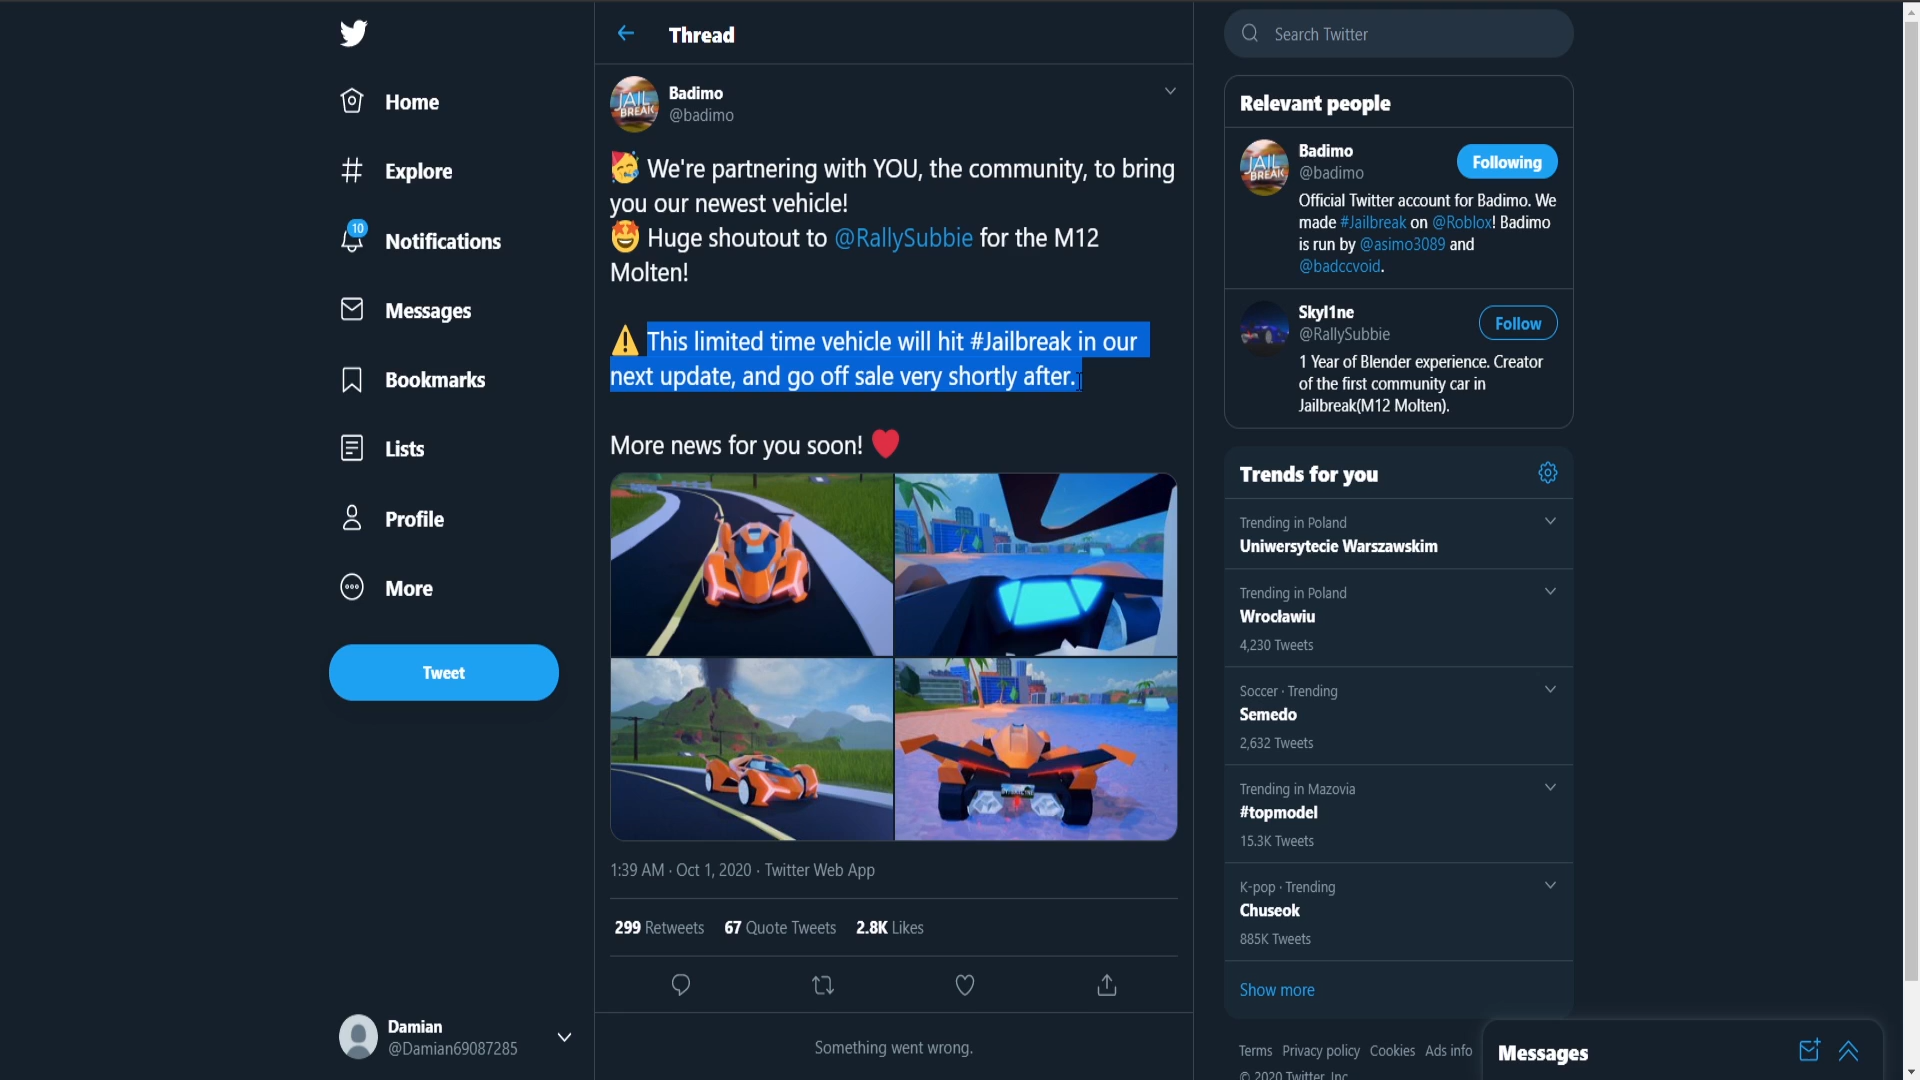 Home
Explore
10
Notifications
Messages
Bookmarks
Lists
Profile
More
Tweet
Damian
@Damian69087285
Thread
JAIL
BREAK
Badimo
@badimo
We're partnering with YOU, the community, to bring
you our newest vehicle!
Huge shoutout to @RallySubbie for the M12
Molten!
This limited time vehicle will hit #Jailbreak in our
next update, and go off sale very shortly after.
More news for you soon!
1:39 AM · Oct 1, 2020 · Twitter Web App
299 Retweets 67 Quote Tweets 2.8K Likes
Something went wrong.
Search Twitter
Relevant people
JAIL
BREAK
Badimo
@badimo
Following
Official Twitter account for Badimo. We
made #Jailbreak on @Roblox! Badimo
is run by @asimo3089 and
@badccvoid.
Skyl1ne
@RallySubbie
Follow
1 Year of Blender experience. Creator
of the first community car in
Jailbreak(M12 Molten).
Trends for you
Trending in Poland
Uniwersytecie Warszawskim
Trending in Poland
Wrocławiu
4,230 Tweets
Soccer · Trending
Semedo
2,632 Tweets
Trending in Mazovia
#topmodel
15.3K Tweets
K-pop · Trending
Chuseok
885K Tweets
Show more
Terms Privacy policy Cookies Ads info
© 2020 Twitter, Inc.
Messages